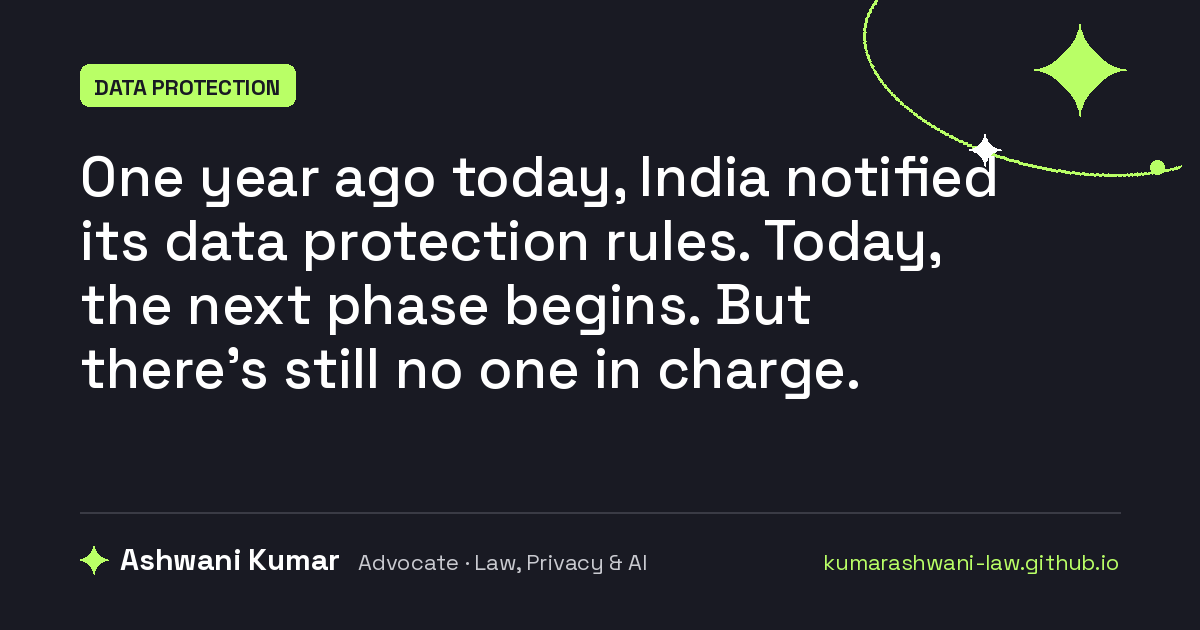 DATA PROTECTION
One year ago today, India notified
its data protection rules. Today,
the next phase begins. But
there’s still no one in charge.
Ashwani Kumar Advocate · Law, Privacy & AI kumarashwani-law.github.io